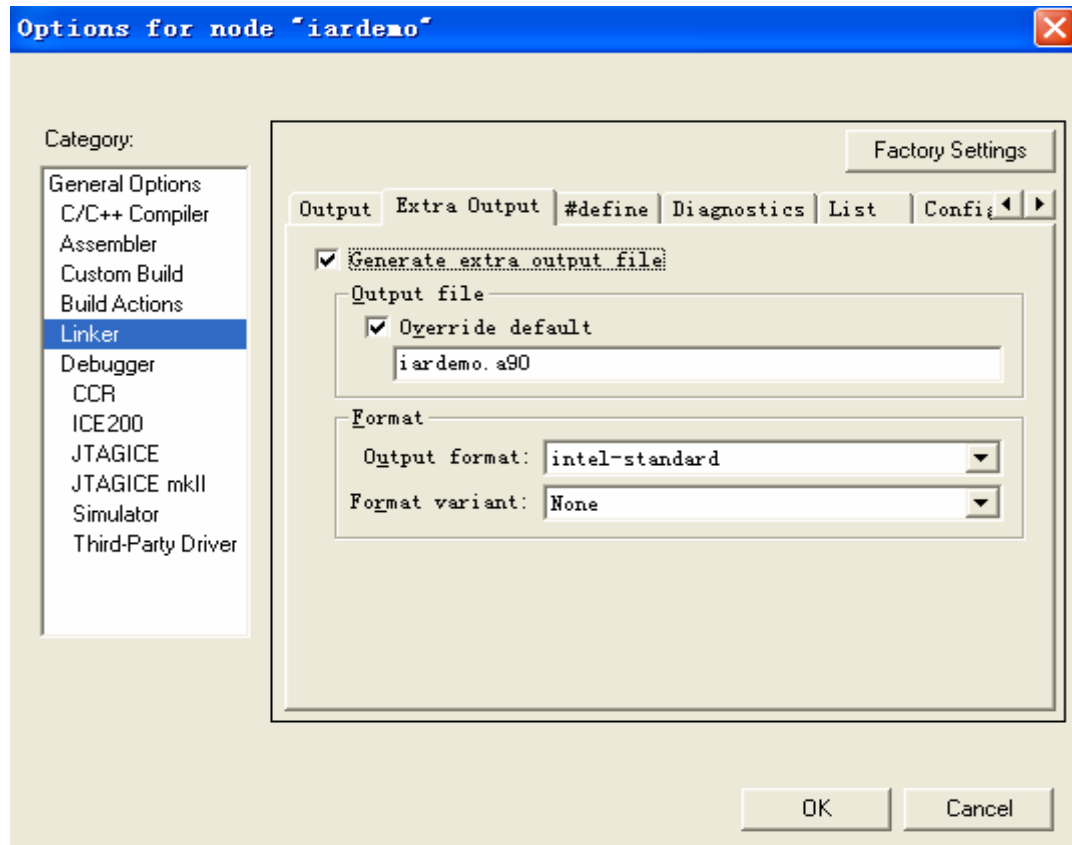 Options for node "iardemo"
Category:
General Options
C/C++ Compiler
Assembler
Custom Build
Build Actions
Linker
Debugger
CCR
ICE200
JTAGICE
JTAGICE mkII
Simulator
Third-Party Driver
Factory Settings
Output Extra Output #define Diagnostics List Config
Generate extra output file
Output file
Override default
iardemo.a90
Format
Output format: intel-standard
Format variant: None
OK Cancel